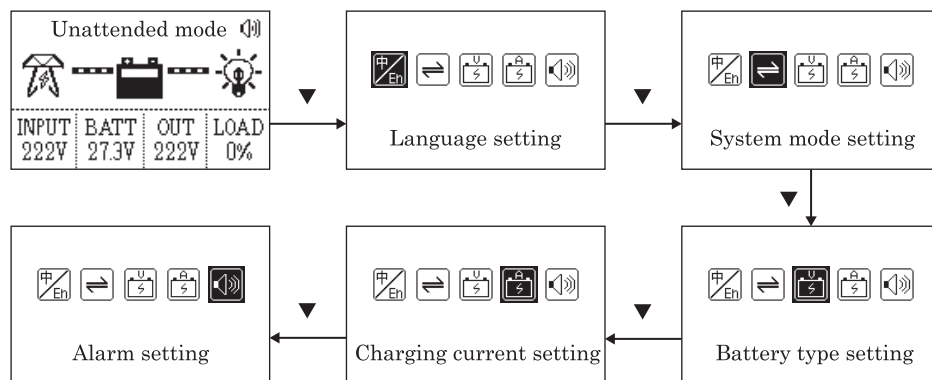 Unattended mode
INPUT BATT OUT LOAD
222V 27.3V 222V 0%
▼
中/En V A
Language setting
▼
中/En V A
System mode setting
▼
中/En V A
Battery type setting
▼
中/En V A
Charging current setting
▼
中/En V A
Alarm setting